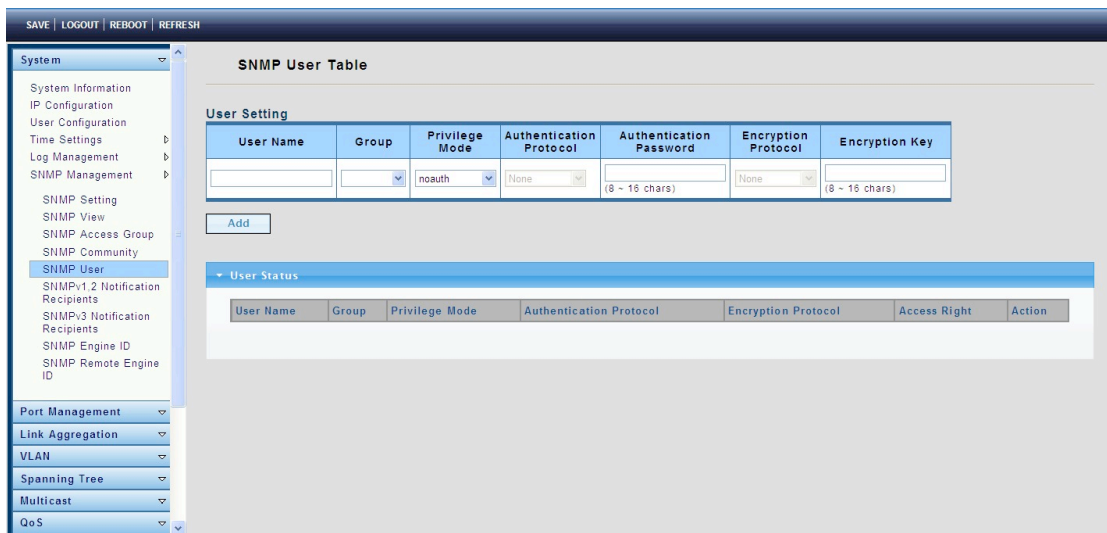 SAVE | LOGOUT | REBOOT | REFRESH
System
System Information
IP Configuration
User Configuration
Time Settings
Log Management
SNMP Management
SNMP Setting
SNMP View
SNMP Access Group
SNMP Community
SNMP User
SNMPv1,2 Notification
Recipients
SNMPv3 Notification
Recipients
SNMP Engine ID
SNMP Remote Engine
ID
Port Management
Link Aggregation
VLAN
Spanning Tree
Multicast
QoS
SNMP User Table
User Setting
User Name Group Privilege Mode Authentication Protocol Authentication Password Encryption Protocol Encryption Key
noauth None (8 ~ 16 chars) None (8 ~ 16 chars)
Add
User Status
User Name Group Privilege Mode Authentication Protocol Encryption Protocol Access Right Action